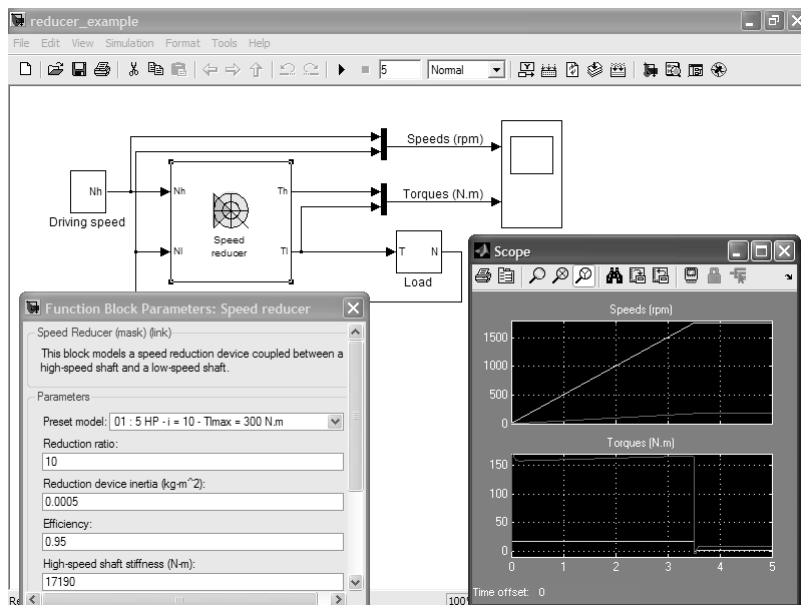 reducer_example
File Edit View Simulation Format Tools Help
5 Normal
Speeds (rpm)
Nh
Driving speed
Nh Th
Torques (N.m)
Speed
reducer
Nl Tl
T N
Load
Function Block Parameters: Speed reducer
Speed Reducer (mask) (link)
This block models a speed reduction device coupled between a
high-speed shaft and a low-speed shaft.
Parameters
Preset model: 01 : 5 HP - i = 10 - Tlmax = 300 N.m
Reduction ratio:
10
Reduction device inertia (kg-m^2):
0.0005
Efficiency:
0.95
High-speed shaft stiffness (N-m):
17190
Re
100%
Scope
Speeds (rpm)
1500
1000
500
0
Torques (N.m)
150
100
50
0
0 1 2 3 4 5
Time offset: 0